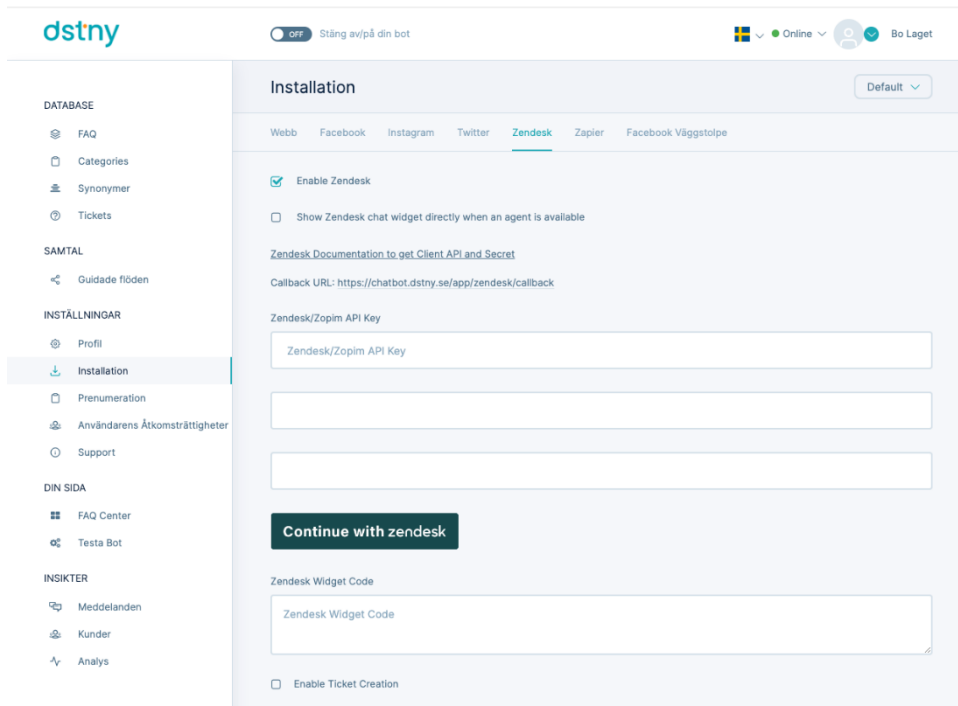 dstny
OFF
Stäng av/på din bot
Online
Bo Laget
DATABASE
FAQ
Categories
Synonymer
Tickets
SAMTAL
Guidade flöden
INSTÄLLNINGAR
Profil
Installation
Prenumeration
Användarens Åtkomsträttigheter
Support
DIN SIDA
FAQ Center
Testa Bot
INSIKTER
Meddelanden
Kunder
Analys
Installation
Default
Webb Facebook Instagram Twitter Zendesk Zapier Facebook Väggstolpe
Enable Zendesk
Show Zendesk chat widget directly when an agent is available
Zendesk Documentation to get Client API and Secret
Callback URL: https://chatbot.dstny.se/app/zendesk/callback
Zendesk/Zopim API Key
Zendesk/Zopim API Key
Continue with zendesk
Zendesk Widget Code
Zendesk Widget Code
Enable Ticket Creation